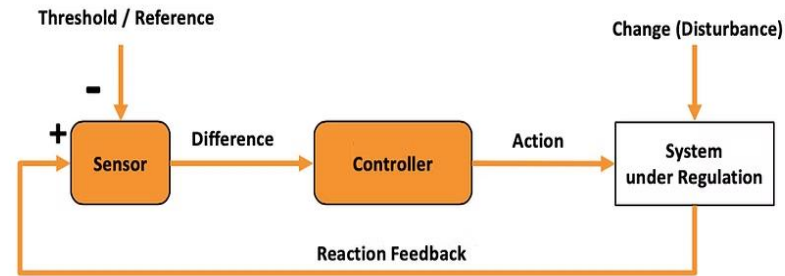 Threshold / Reference
Change (Disturbance)
-
+
Sensor
Difference
Controller
Action
System
under Regulation
Reaction Feedback